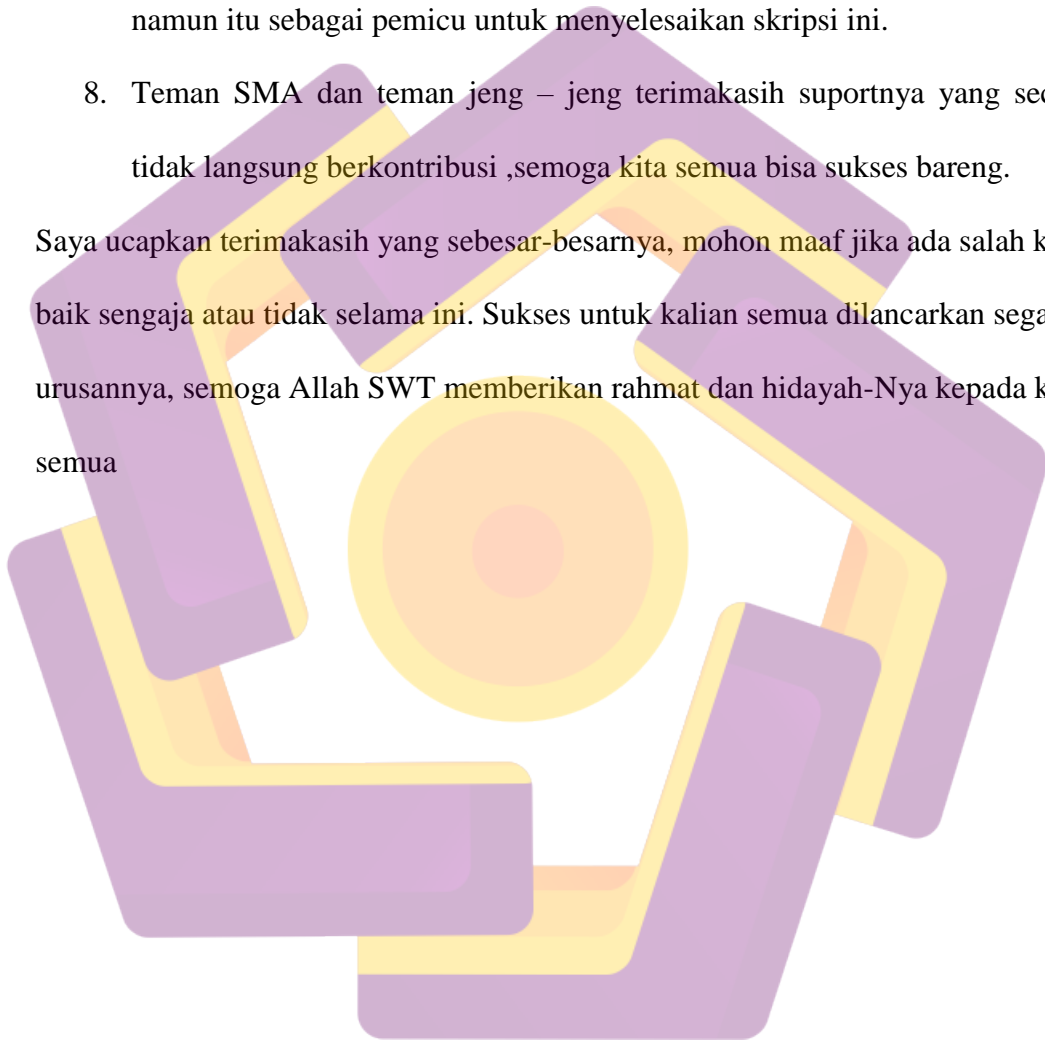 namun itu sebagai pemicu untuk menyelesaikan skripsi ini.
8. Teman SMA dan teman jeng – jeng terimakasih suportnya yang sec
tidak langsung berkontribusi ,semoga kita semua bisa sukses bareng.
Saya ucapkan terimakasih yang sebesar-besarnya, mohon maaf jika ada salah k
baik sengaja atau tidak selama ini. Sukses untuk kalian semua dilancarkan sega
urusannya, semoga Allah SWT memberikan rahmat dan hidayah-Nya kepada k
semua